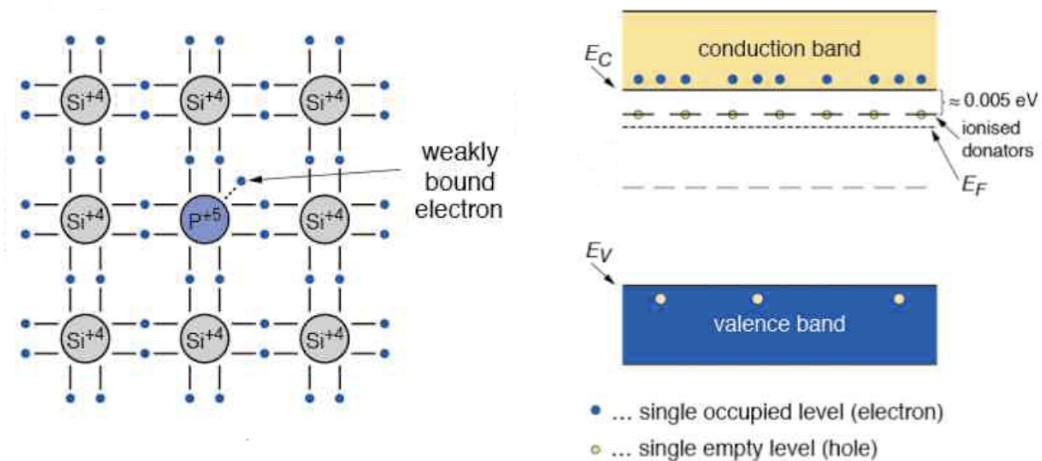 Si+4
Si+4
Si+4
Si+4
P+5
Si+4
Si+4
Si+4
Si+4
weakly
bound
electron
conduction band
EC
≈ 0.005 eV
ionised
donators
EF
EV
valence band
... single occupied level (electron)
... single empty level (hole)